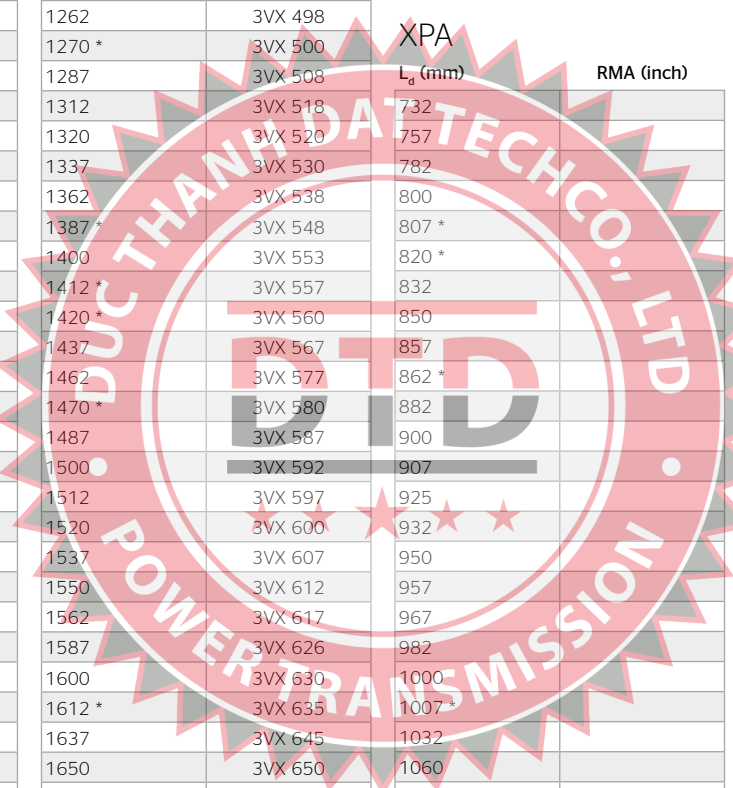 1262 3VX 498
1270 * 3VX 500
1287 3VX 508
1312 3VX 518
1320 3VX 520
1337 3VX 530
1362 3VX 538
1387 * 3VX 548
1400 3VX 553
1412 * 3VX 557
1420 * 3VX 560
1437 3VX 567
1462 3VX 577
1470 * 3VX 580
1487 3VX 587
1500 3VX 592
1512 3VX 597
1520 3VX 600
1537 3VX 607
1550 3VX 612
1562 3VX 617
1587 3VX 626
1600 3VX 630
1612 * 3VX 635
1637 3VX 645
1650 3VX 650
XPA
Ld (mm) RMA (inch)
732
757
782
800
807 *
820 *
832
850
857
862 *
882
900
907
925
932
950
957
967
982
1000
1007 *
1032
1060
DUC THANH DAT TECHCO., LTD
DTD
POWER TRANSMISSION